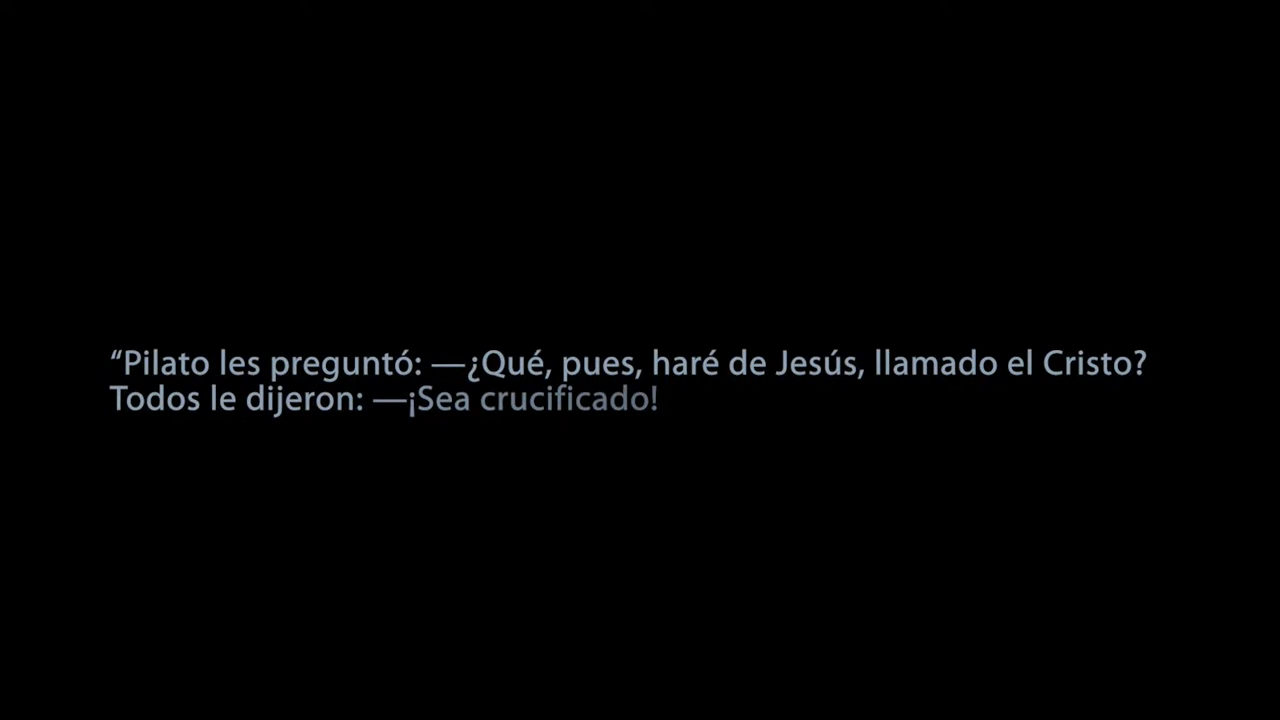 “Pilato les preguntó: —¿Qué, pues, haré de Jesús, llamado el Cristo?
Todos le dijeron: —¡Sea crucificado!